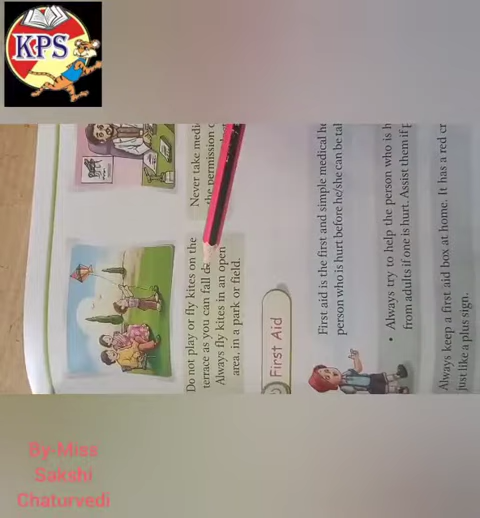 KPS
Do not play or fly kites on the
terrace as you can fall
Always fly kites in an open
area, in a park or field.
Never take
the permission
First Aid
First aid is the first and simple medical
person who is hurt before he/she can be
• Always try to help the person who is
from adults if one is hurt. Assist them if
Always keep a first aid box at home. It has a red
just like a plus sign.
By-Miss
Sakshi
Chaturvedi